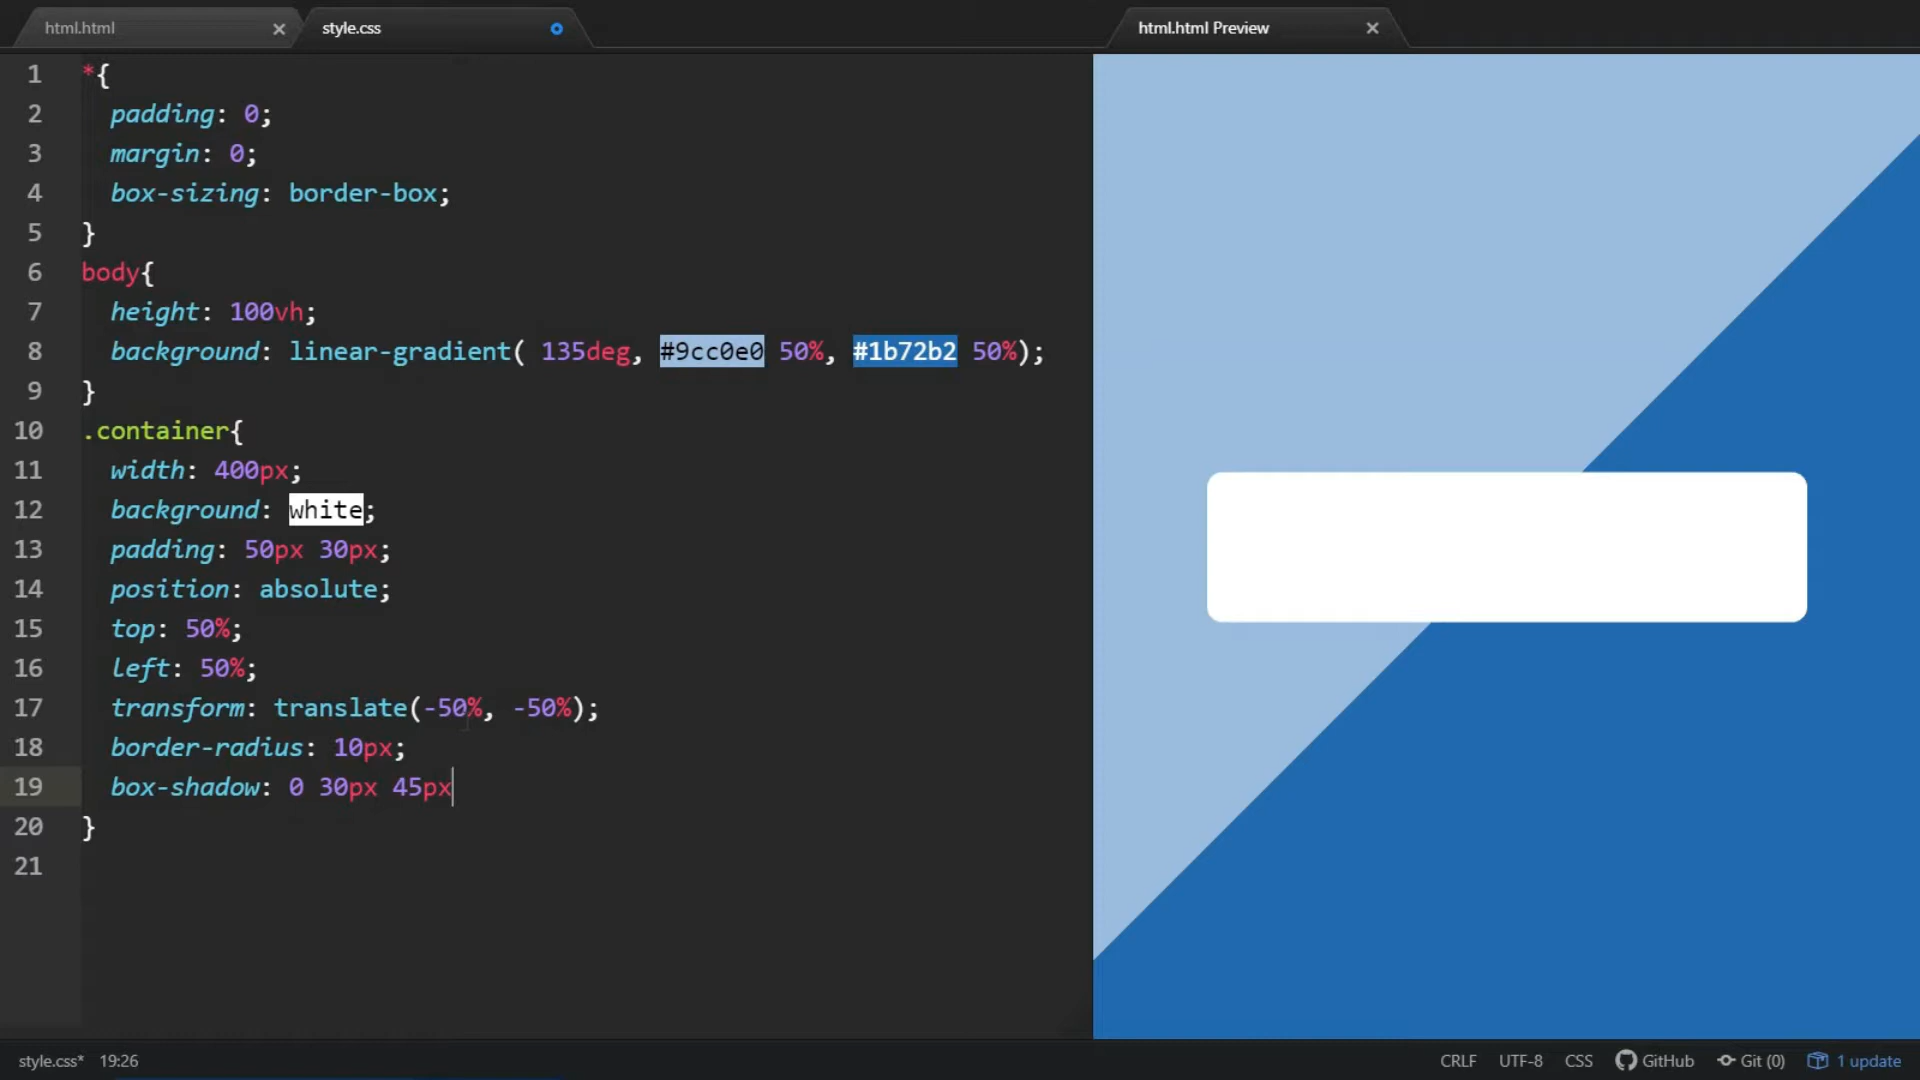 html.html
style.css
html.html Preview
1 *{
2 padding: 0;
3 margin: 0;
4 box-sizing: border-box;
5 }
6 body{
7 height: 100vh;
8 background: linear-gradient( 135deg, #9cc0e0 50%, #1b72b2 50%);
9 }
10 .container{
11 width: 400px;
12 background: white;
13 padding: 50px 30px;
14 position: absolute;
15 top: 50%;
16 left: 50%;
17 transform: translate(-50%, -50%);
18 border-radius: 10px;
19 box-shadow: 0 30px 45px
20 }
21
style.css* 19:26
CRLF UTF-8 CSS GitHub Git (0) 1 update